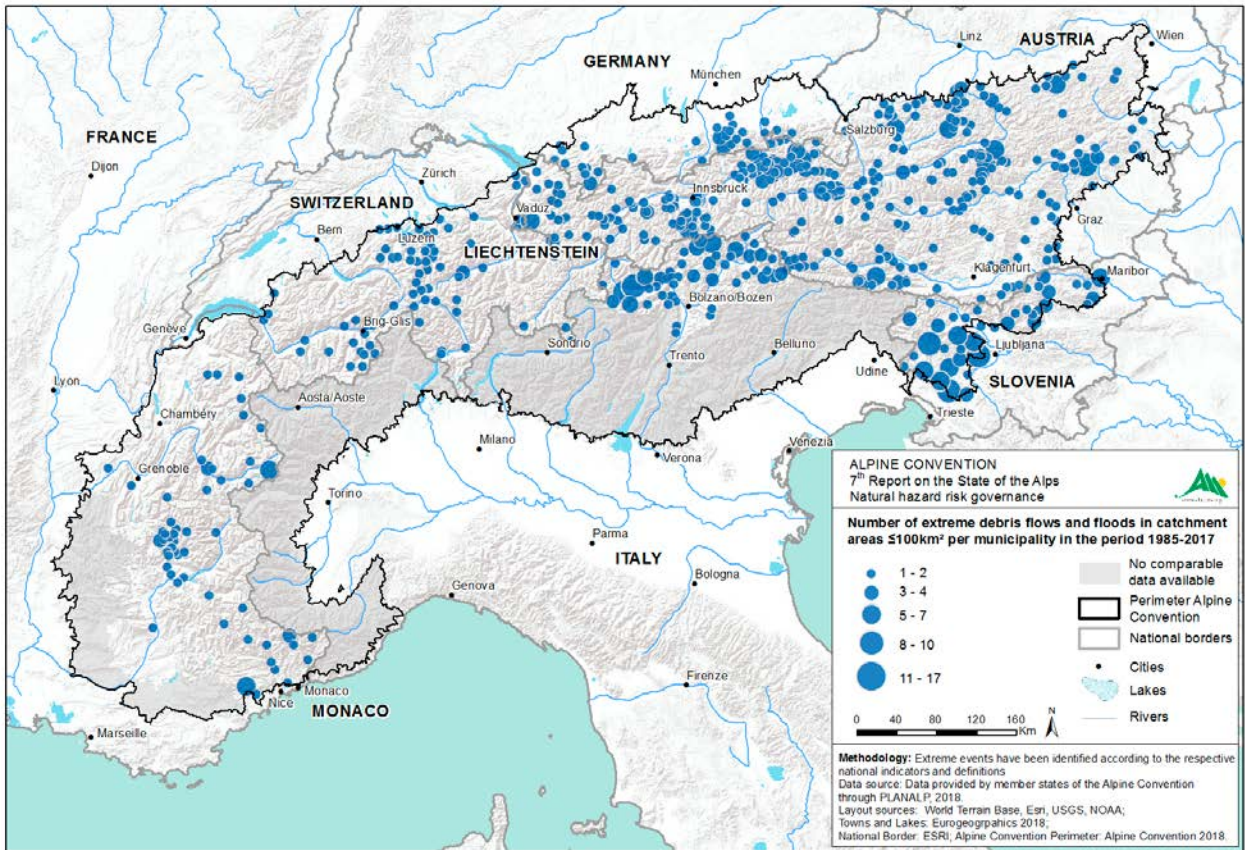 Linz
Wien
AUSTRIA
GERMANY
München
FRANCE
Salzburg
Dijon
Zürich
Innsbruck
SWITZERLAND
Vaduz
Graz
Bern
Luzern
LIECHTENSTEIN
Klagenfurt
Maribor
Bolzano/Bozen
Genève
Brig-Glis
Sondrio
Belluno
Ljubljana
Trento
Udine
SLOVENIA
Lyon
Aosta/Aoste
Trieste
Chambéry
Milano
Verona
Venezia
Grenoble
Torino
Parma
ITALY
Genova
Bologna
Firenze
Monaco
Nice
MONACO
Marseille
ALPINE CONVENTION
7th Report on the State of the Alps
Natural hazard risk governance
Number of extreme debris flows and floods in catchment
areas ≤100km² per municipality in the period 1985-2017
1 - 2
3 - 4
5 - 7
8 - 10
11 - 17
No comparable
data available
Perimeter Alpine
Convention
National borders
Cities
Lakes
Rivers
0 40 80 120 160
Km
N
Methodology: Extreme events have been identified according to the respective
national indicators and definitions
Data source: Data provided by member states of the Alpine Convention
through PLANALP, 2018.
Layout sources: World Terrain Base, Esri, USGS, NOAA;
Towns and Lakes: Eurogeogrpahics 2018;
National Border: ESRI; Alpine Convention Perimeter: Alpine Convention 2018.